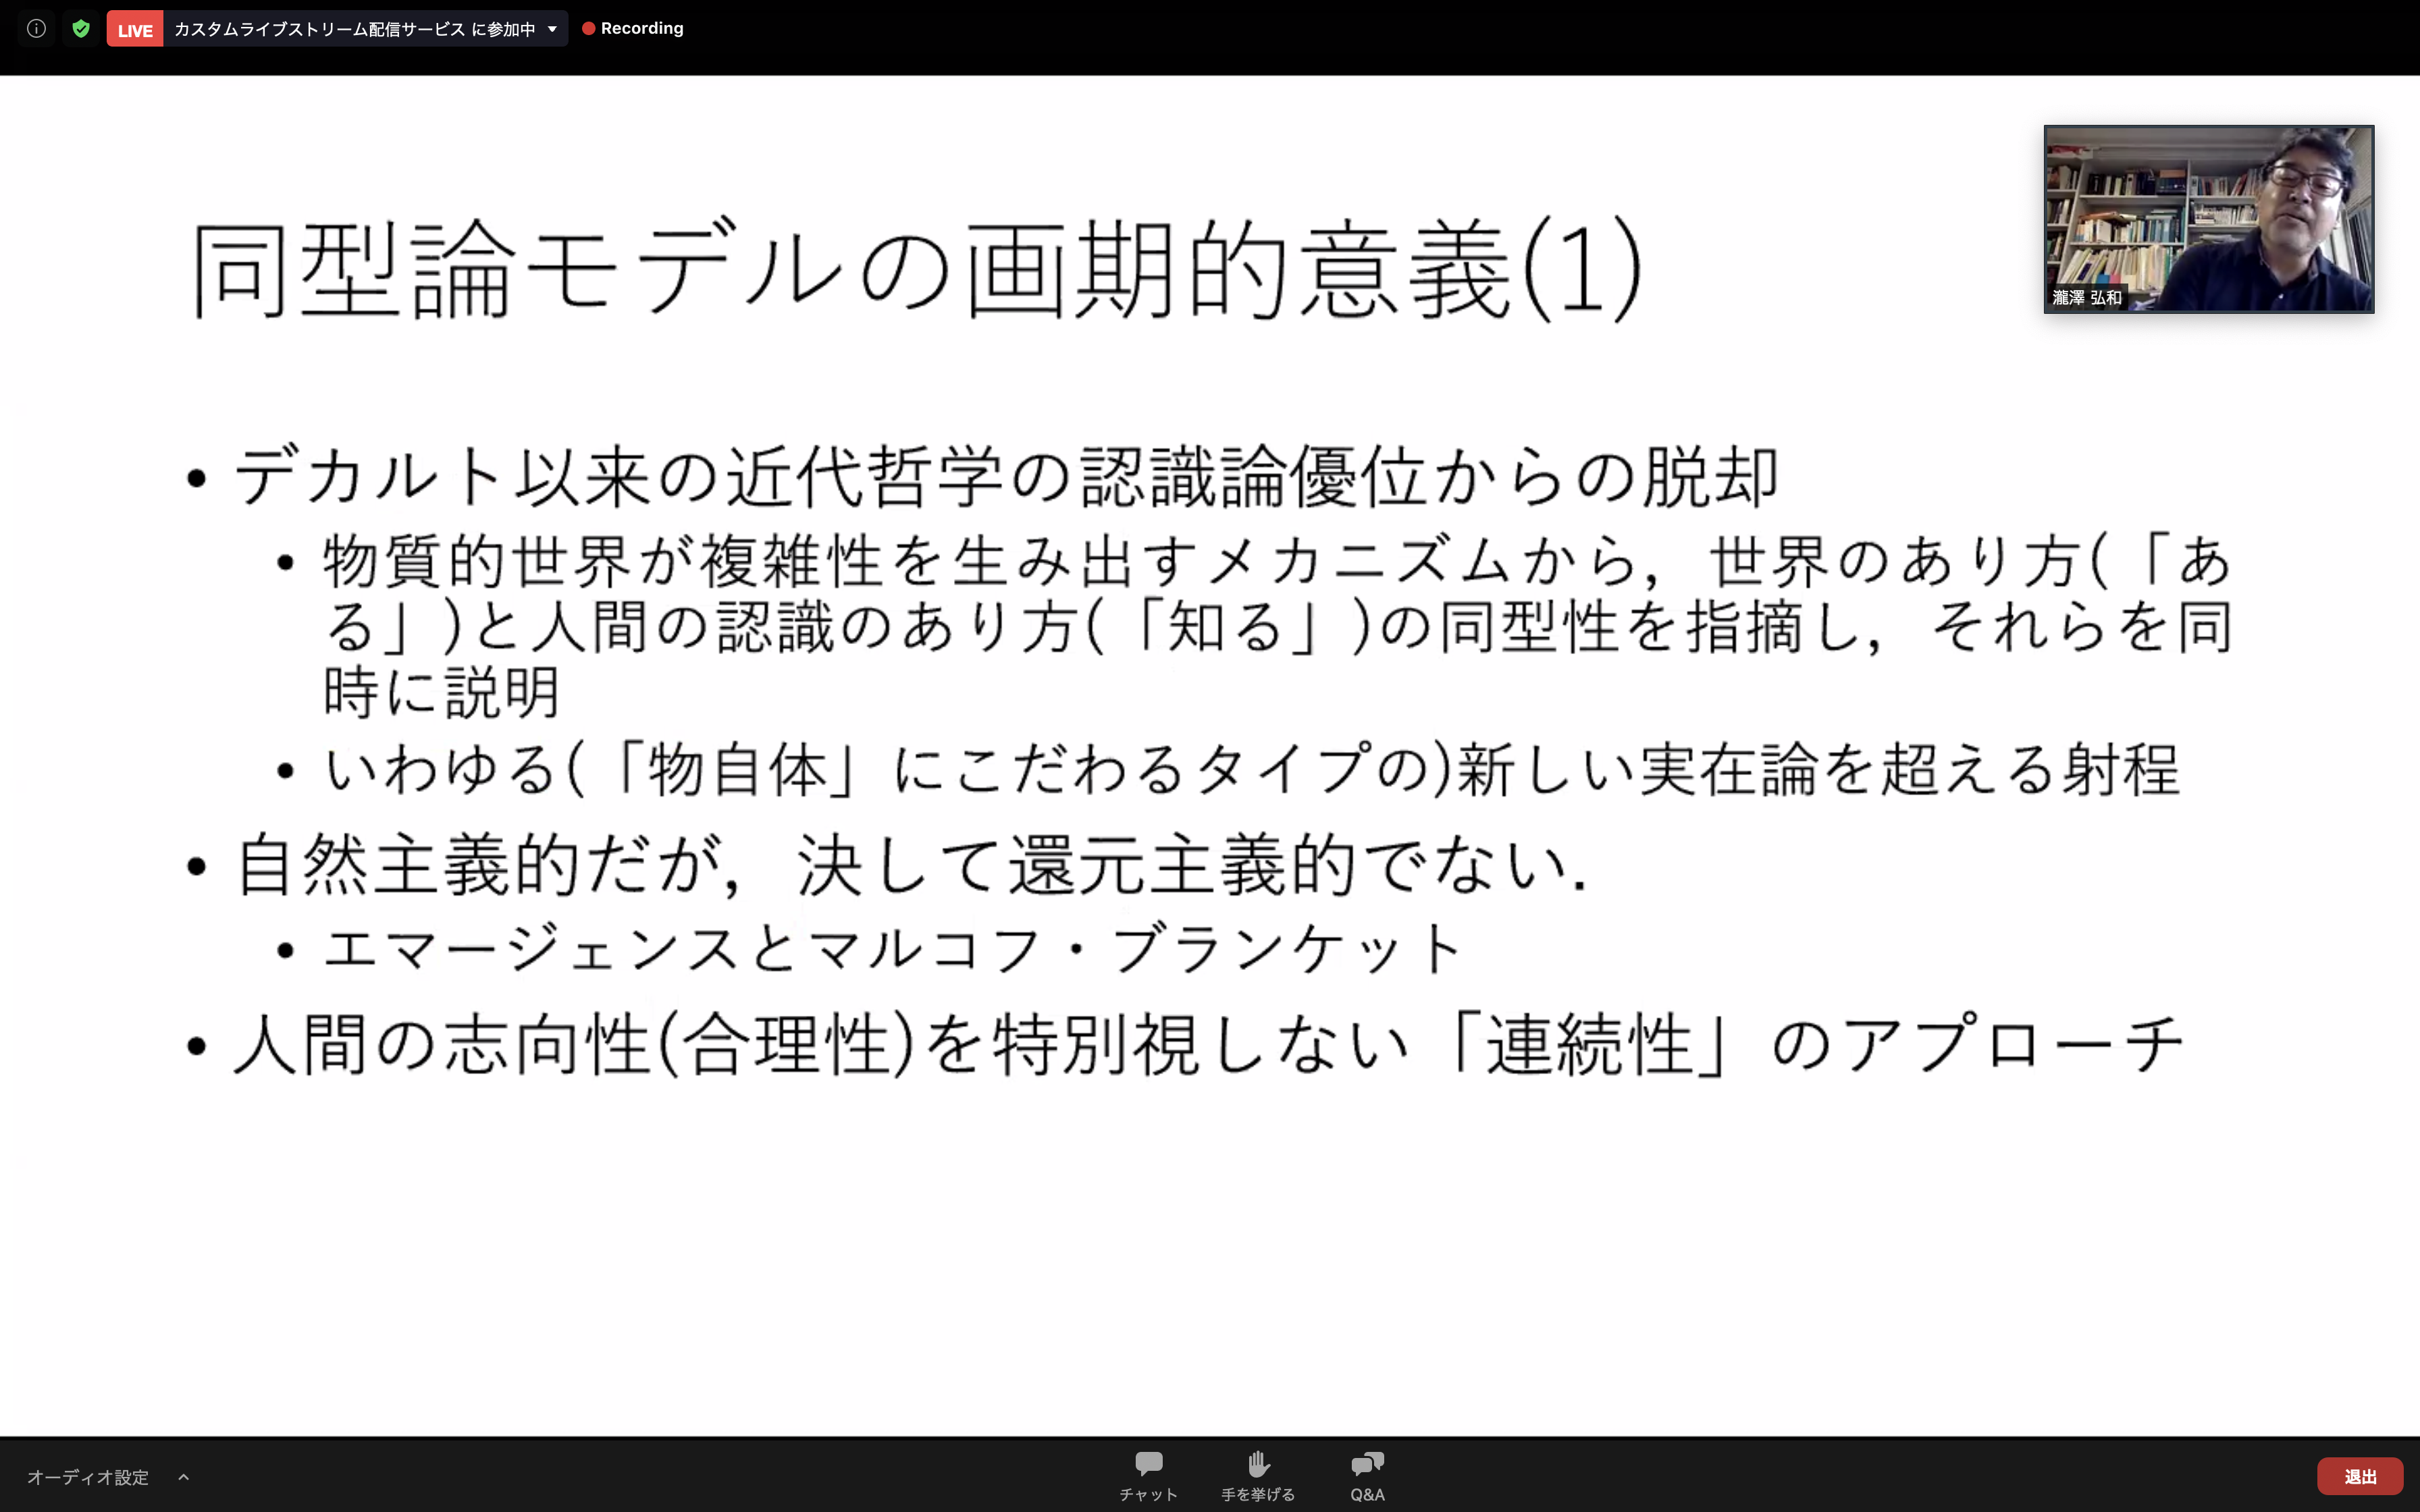 LIVE カスタムライブストリーム配信サービス に参加中 Recording
瀧澤 弘和
同型論モデルの画期的意義(1)
• デカルト以来の近代哲学の認識論優位からの脱却
• 物質的世界が複雑性を生み出すメカニズムから，世界のあり方(「あ
る」)と人間の認識のあり方(「知る」)の同型性を指摘し，それらを同
時に説明
• いわゆる(「物自体」にこだわるタイプの)新しい実在論を超える射程
• 自然主義的だが，決して還元主義的でない．
• エマージェンスとマルコフ・ブランケット
• 人間の志向性(合理性)を特別視しない「連続性」のアプローチ
オーディオ設定
チャット 手を挙げる Q&A
退出